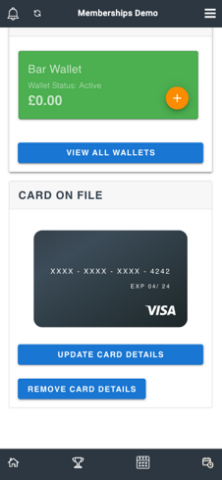 Memberships Demo
Bar Wallet
Wallet Status: Active
£0.00
+
VIEW ALL WALLETS
CARD ON FILE
XXXX - XXXX - XXXX - 4242
EXP 04/ 24
VISA
UPDATE CARD DETAILS
REMOVE CARD DETAILS